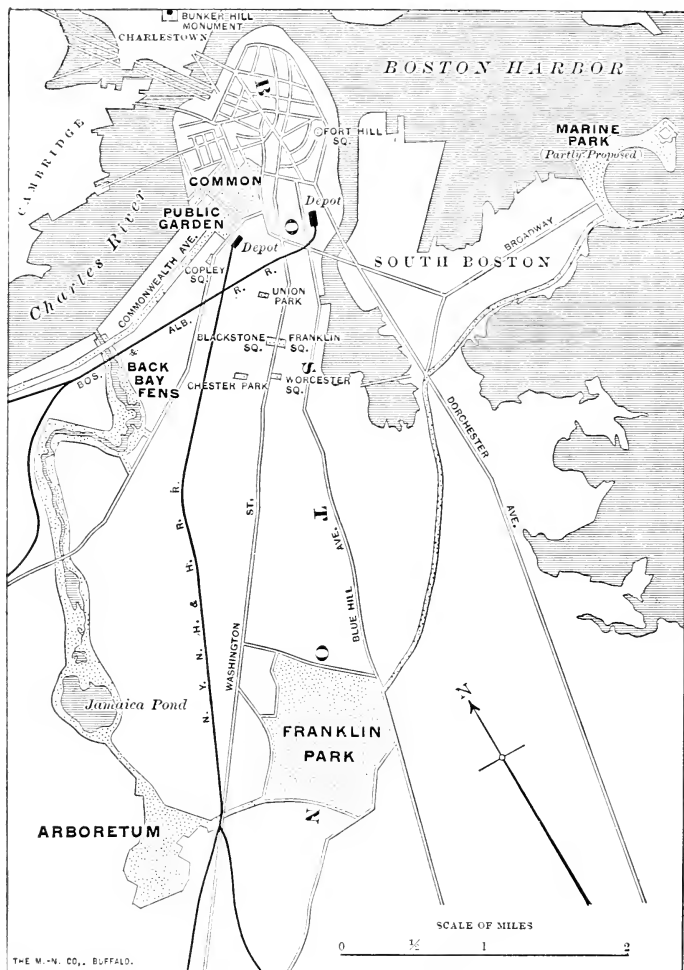 BUNKER HILL
MONUMENT
CHARLESTOWN
BOSTON HARBOR
CAMBRIDGE
B
FORT HILL
SQ.
MARINE
PARK
(Partly Proposed)
COMMON
Charles River
PUBLIC
GARDEN
Depot
O
Depot
COMMONWEALTH AVE.
COPLEY
SQ.
BROADWAY
SOUTH BOSTON
R. R.
UNION
PARK
BOS. & ALB.
BLACKSTONE
SQ.
FRANKLIN
SQ.
BACK
BAY
FENS
CHESTER PARK
WORCESTER
SQ.
S
DORCHESTER
AVE.
T
N. Y. N. H. & H. R. R.
WASHINGTON
ST.
BLUE HILL
AVE.
O
Jamaica Pond
FRANKLIN
PARK
N
N
ARBORETUM
SCALE OF MILES
0 ½ 1 2
THE M.-N. CO., BUFFALO.